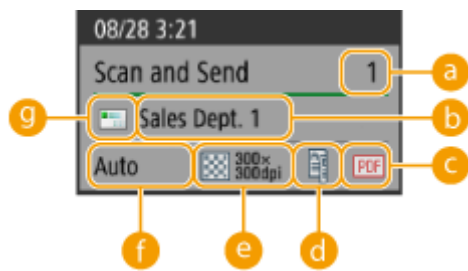 08/28 3:21
Scan and Send 1
a
g
Sales Dept. 1
b
Auto
300×
300dpi
PDF
c
f
e
d